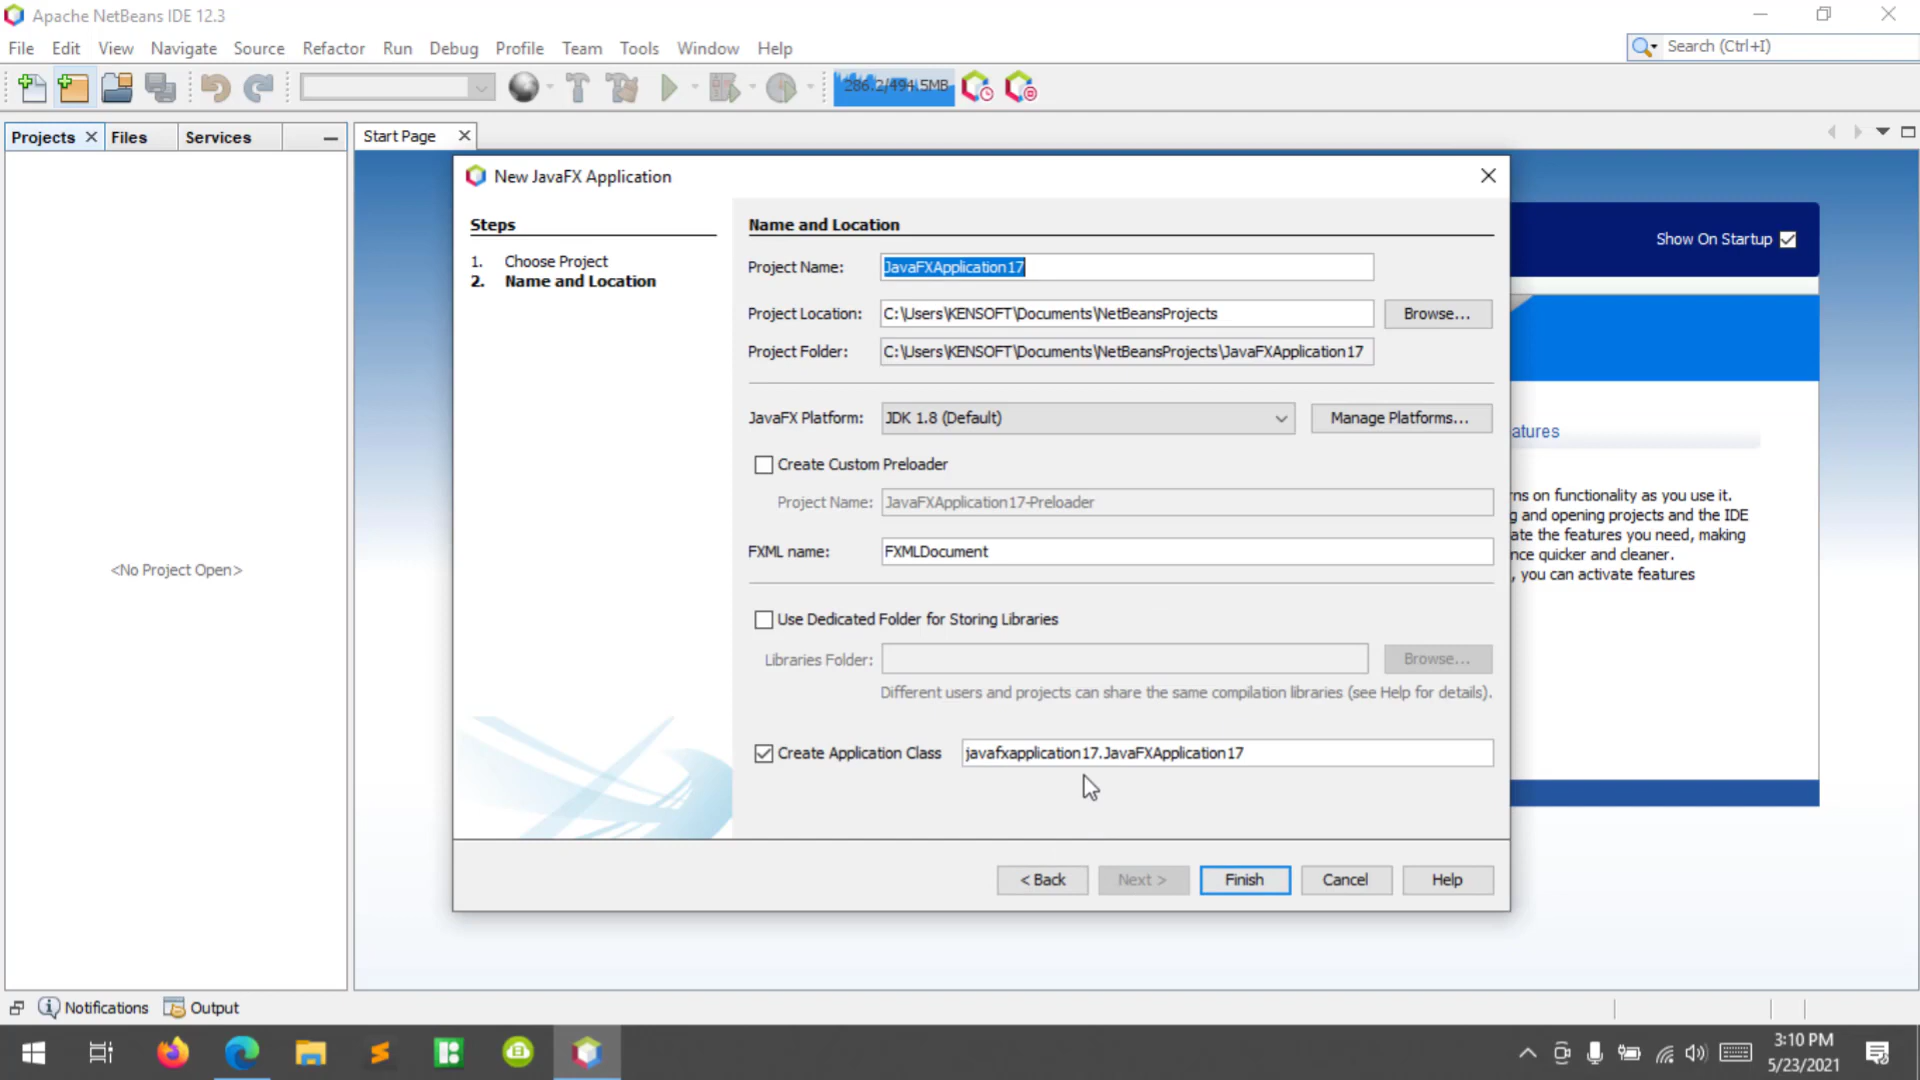 Apache NetBeans IDE 12.3
File Edit View Navigate Source Refactor Run Debug Profile Team Tools Window Help
Search (Ctrl+I)
286.2/494.5MB
Projects Files Services
Start Page
New JavaFX Application
Steps
1. Choose Project
2. Name and Location
Name and Location
Project Name: JavaFXApplication17
Project Location: C:\Users\KENSOFT\Documents\NetBeansProjects Browse...
Project Folder: C:\Users\KENSOFT\Documents\NetBeansProjects\JavaFXApplication17
JavaFX Platform: JDK 1.8 (Default) Manage Platforms...
Create Custom Preloader
Project Name: JavaFXApplication17-Preloader
FXML name: FXMLDocument
Use Dedicated Folder for Storing Libraries
Libraries Folder: Browse...
Different users and projects can share the same compilation libraries (see Help for details).
Create Application Class javafxapplication17.JavaFXApplication17
< Back Next > Finish Cancel Help
Show On Startup
atures
ns on functionality as you use it.
g and opening projects and the IDE
ate the features you need, making
nce quicker and cleaner.
, you can activate features
<No Project Open>
Notifications Output
3:10 PM
5/23/2021